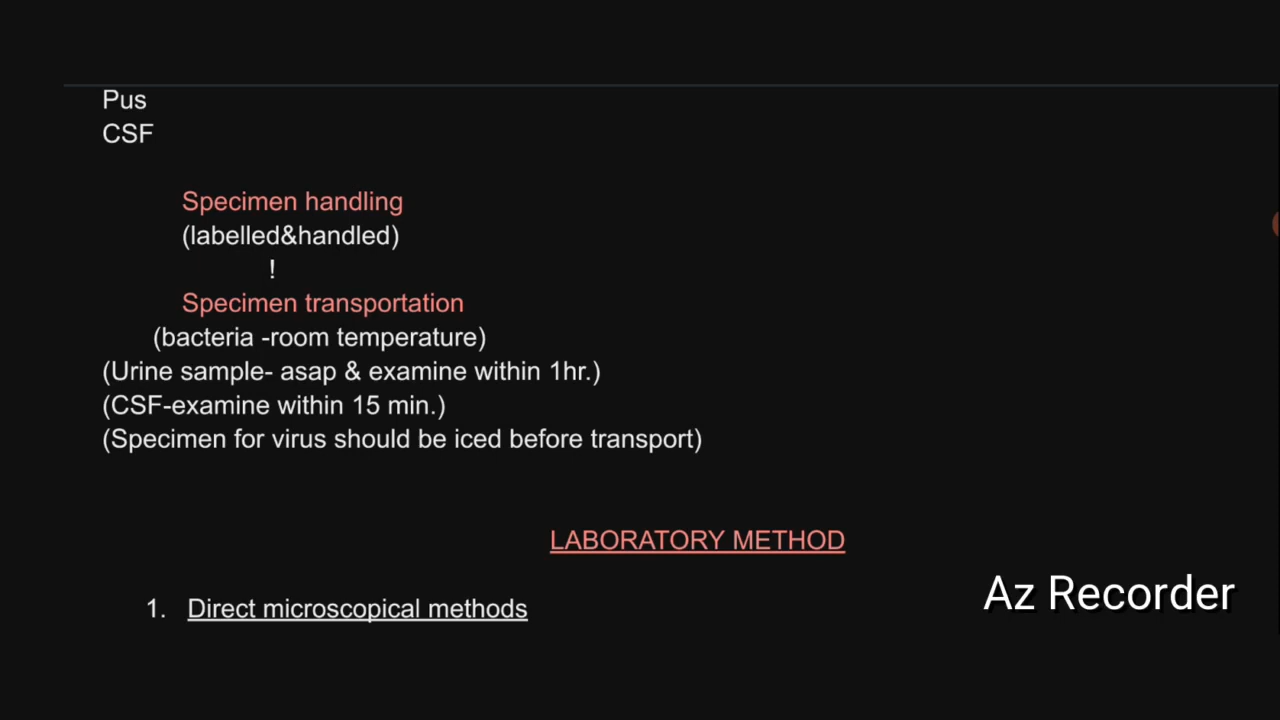 Pus
CSF
Specimen handling
(labelled&handled)
!
Specimen transportation
(bacteria -room temperature)
(Urine sample- asap & examine within 1hr.)
(CSF-examine within 15 min.)
(Specimen for virus should be iced before transport)
LABORATORY METHOD
1. Direct microscopical methods
Az Recorder